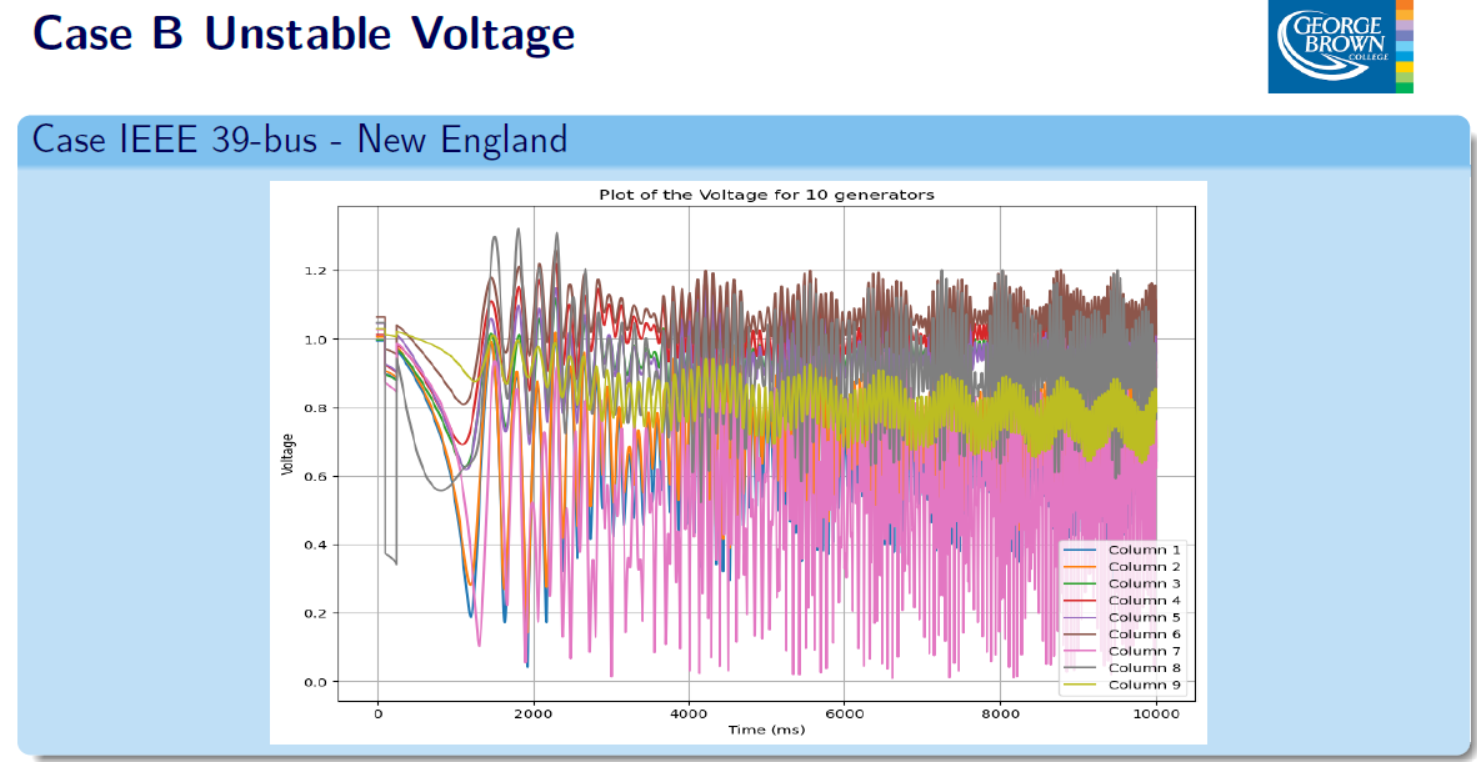 Case B Unstable Voltage
GEORGE
BROWN
COLLEGE
Case IEEE 39-bus - New England
Plot of the Voltage for 10 generators
Voltage
1.2
1.0
0.8
0.6
0.4
0.2
0.0
Column 1
Column 2
Column 3
Column 4
Column 5
Column 6
Column 7
Column 8
Column 9
0 2000 4000 6000 8000 10000
Time (ms)